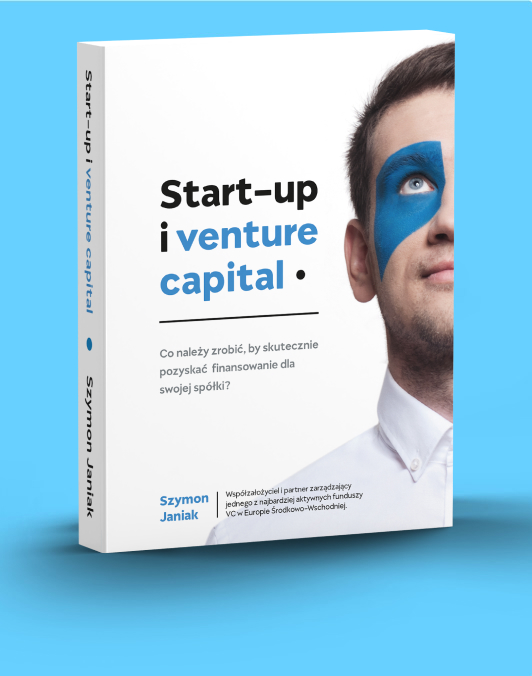 Start-up i venture capital • Szymon Janiak
Start-up
i venture
capital •
Co należy zrobić, by skutecznie
pozyskać finansowanie dla
swojej spółki?
Szymon
Janiak
Współzałożyciel i partner zarządzający
jednego z najbardziej aktywnych funduszy
VC w Europie Środkowo-Wschodniej.